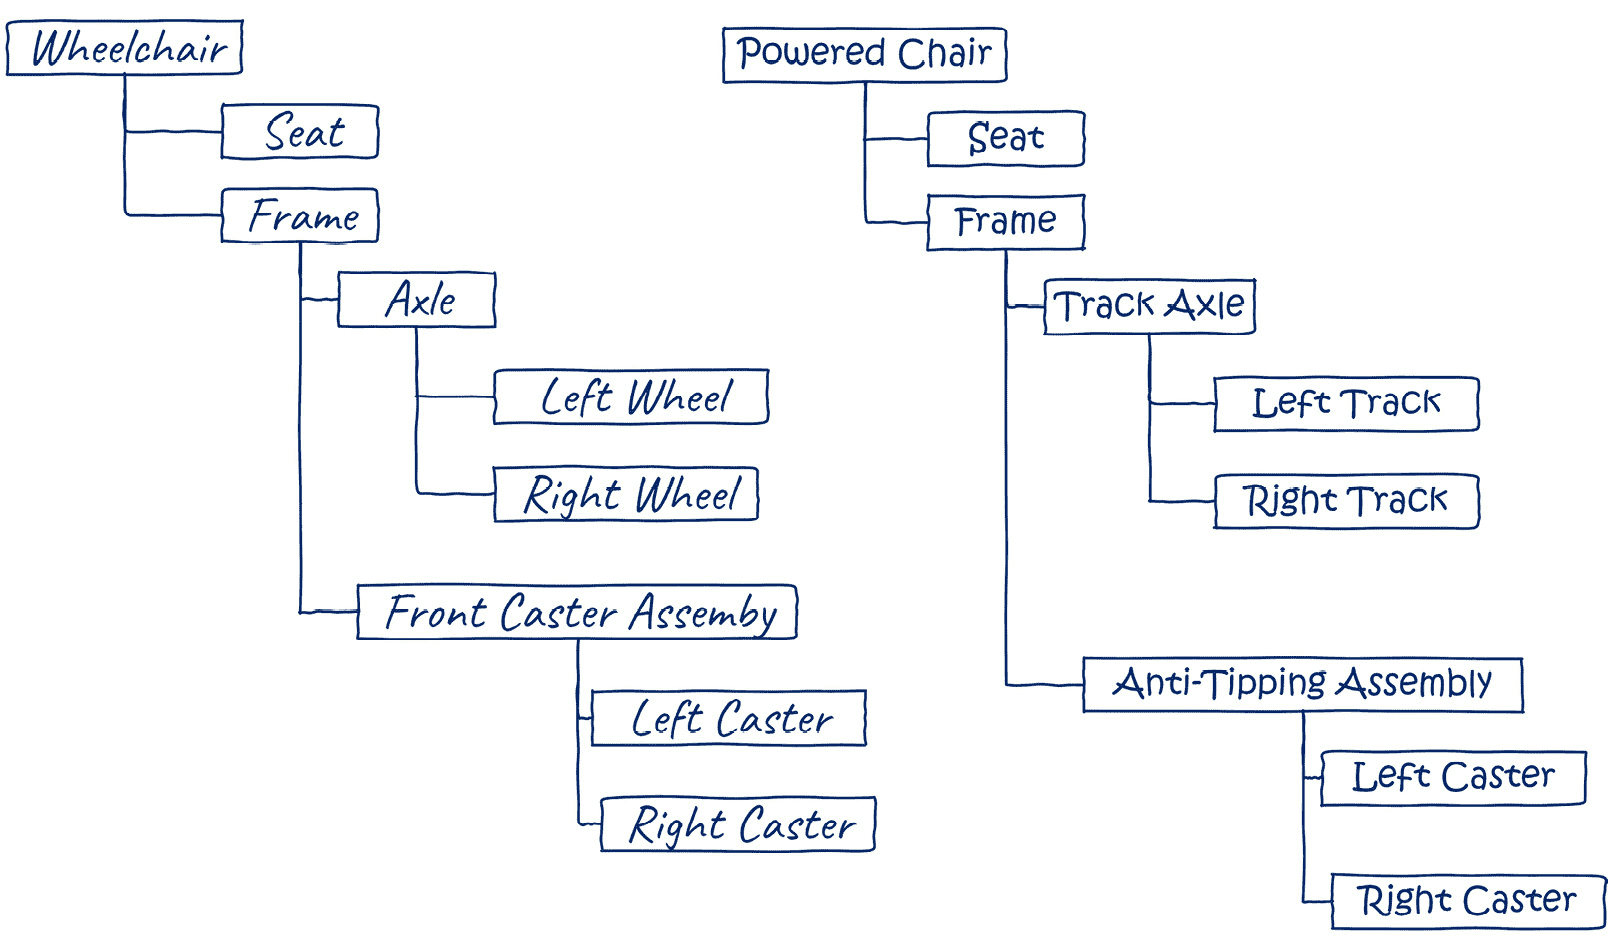 Wheelchair
Seat
Frame
Axle
Left Wheel
Right Wheel
Front Caster Assemby
Left Caster
Right Caster
Powered Chair
Seat
Frame
Track Axle
Left Track
Right Track
Anti-Tipping Assembly
Left Caster
Right Caster